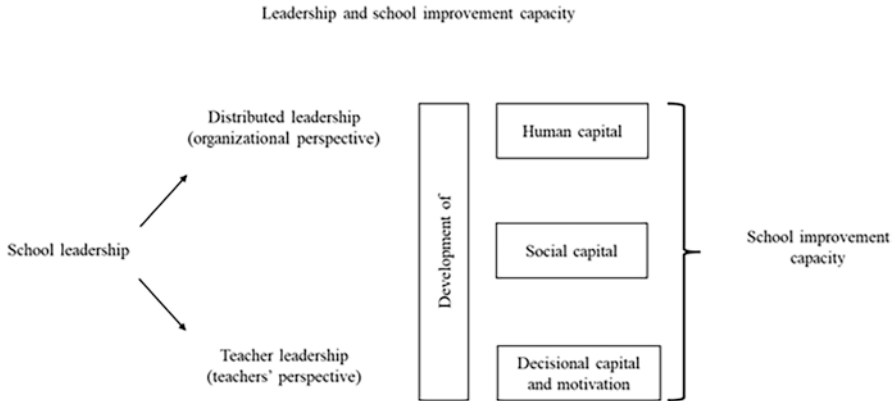 Leadership and school improvement capacity
Distributed leadership
(organizational perspective)
School leadership
Teacher leadership
(teachers' perspective)
Development of
Human capital
Social capital
Decisional capital
and motivation
School improvement
capacity